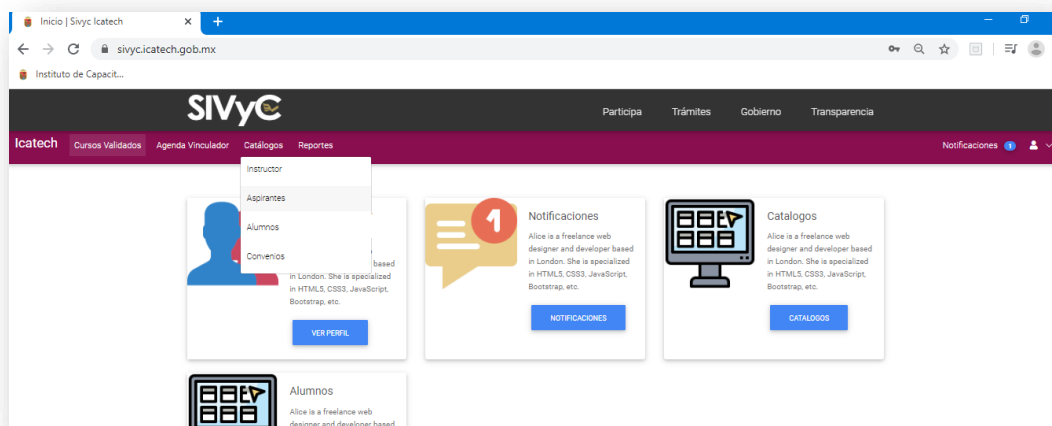 Inicio | Sivyc Icatech
sivyc.icatech.gob.mx
Instituto de Capacit...
SIVyC
Participa Trámites Gobierno Transparencia
Icatech Cursos Validados Agenda Vinculador Catálogos Reportes Notificaciones 1
Instructor
Aspirantes
Alumnos
Convenios
based
in London. She is specialized
in HTML5, CSS3, JavaScript,
Bootstrap, etc.
VER PERFIL
1
Notificaciones
Alice is a freelance web
designer and developer based
in London. She is specialized
in HTML5, CSS3, JavaScript,
Bootstrap, etc.
NOTIFICACIONES
Catalogos
Alice is a freelance web
designer and developer based
in London. She is specialized
in HTML5, CSS3, JavaScript,
Bootstrap, etc.
CATALOGOS
Alumnos
Alice is a freelance web
designer and developer based